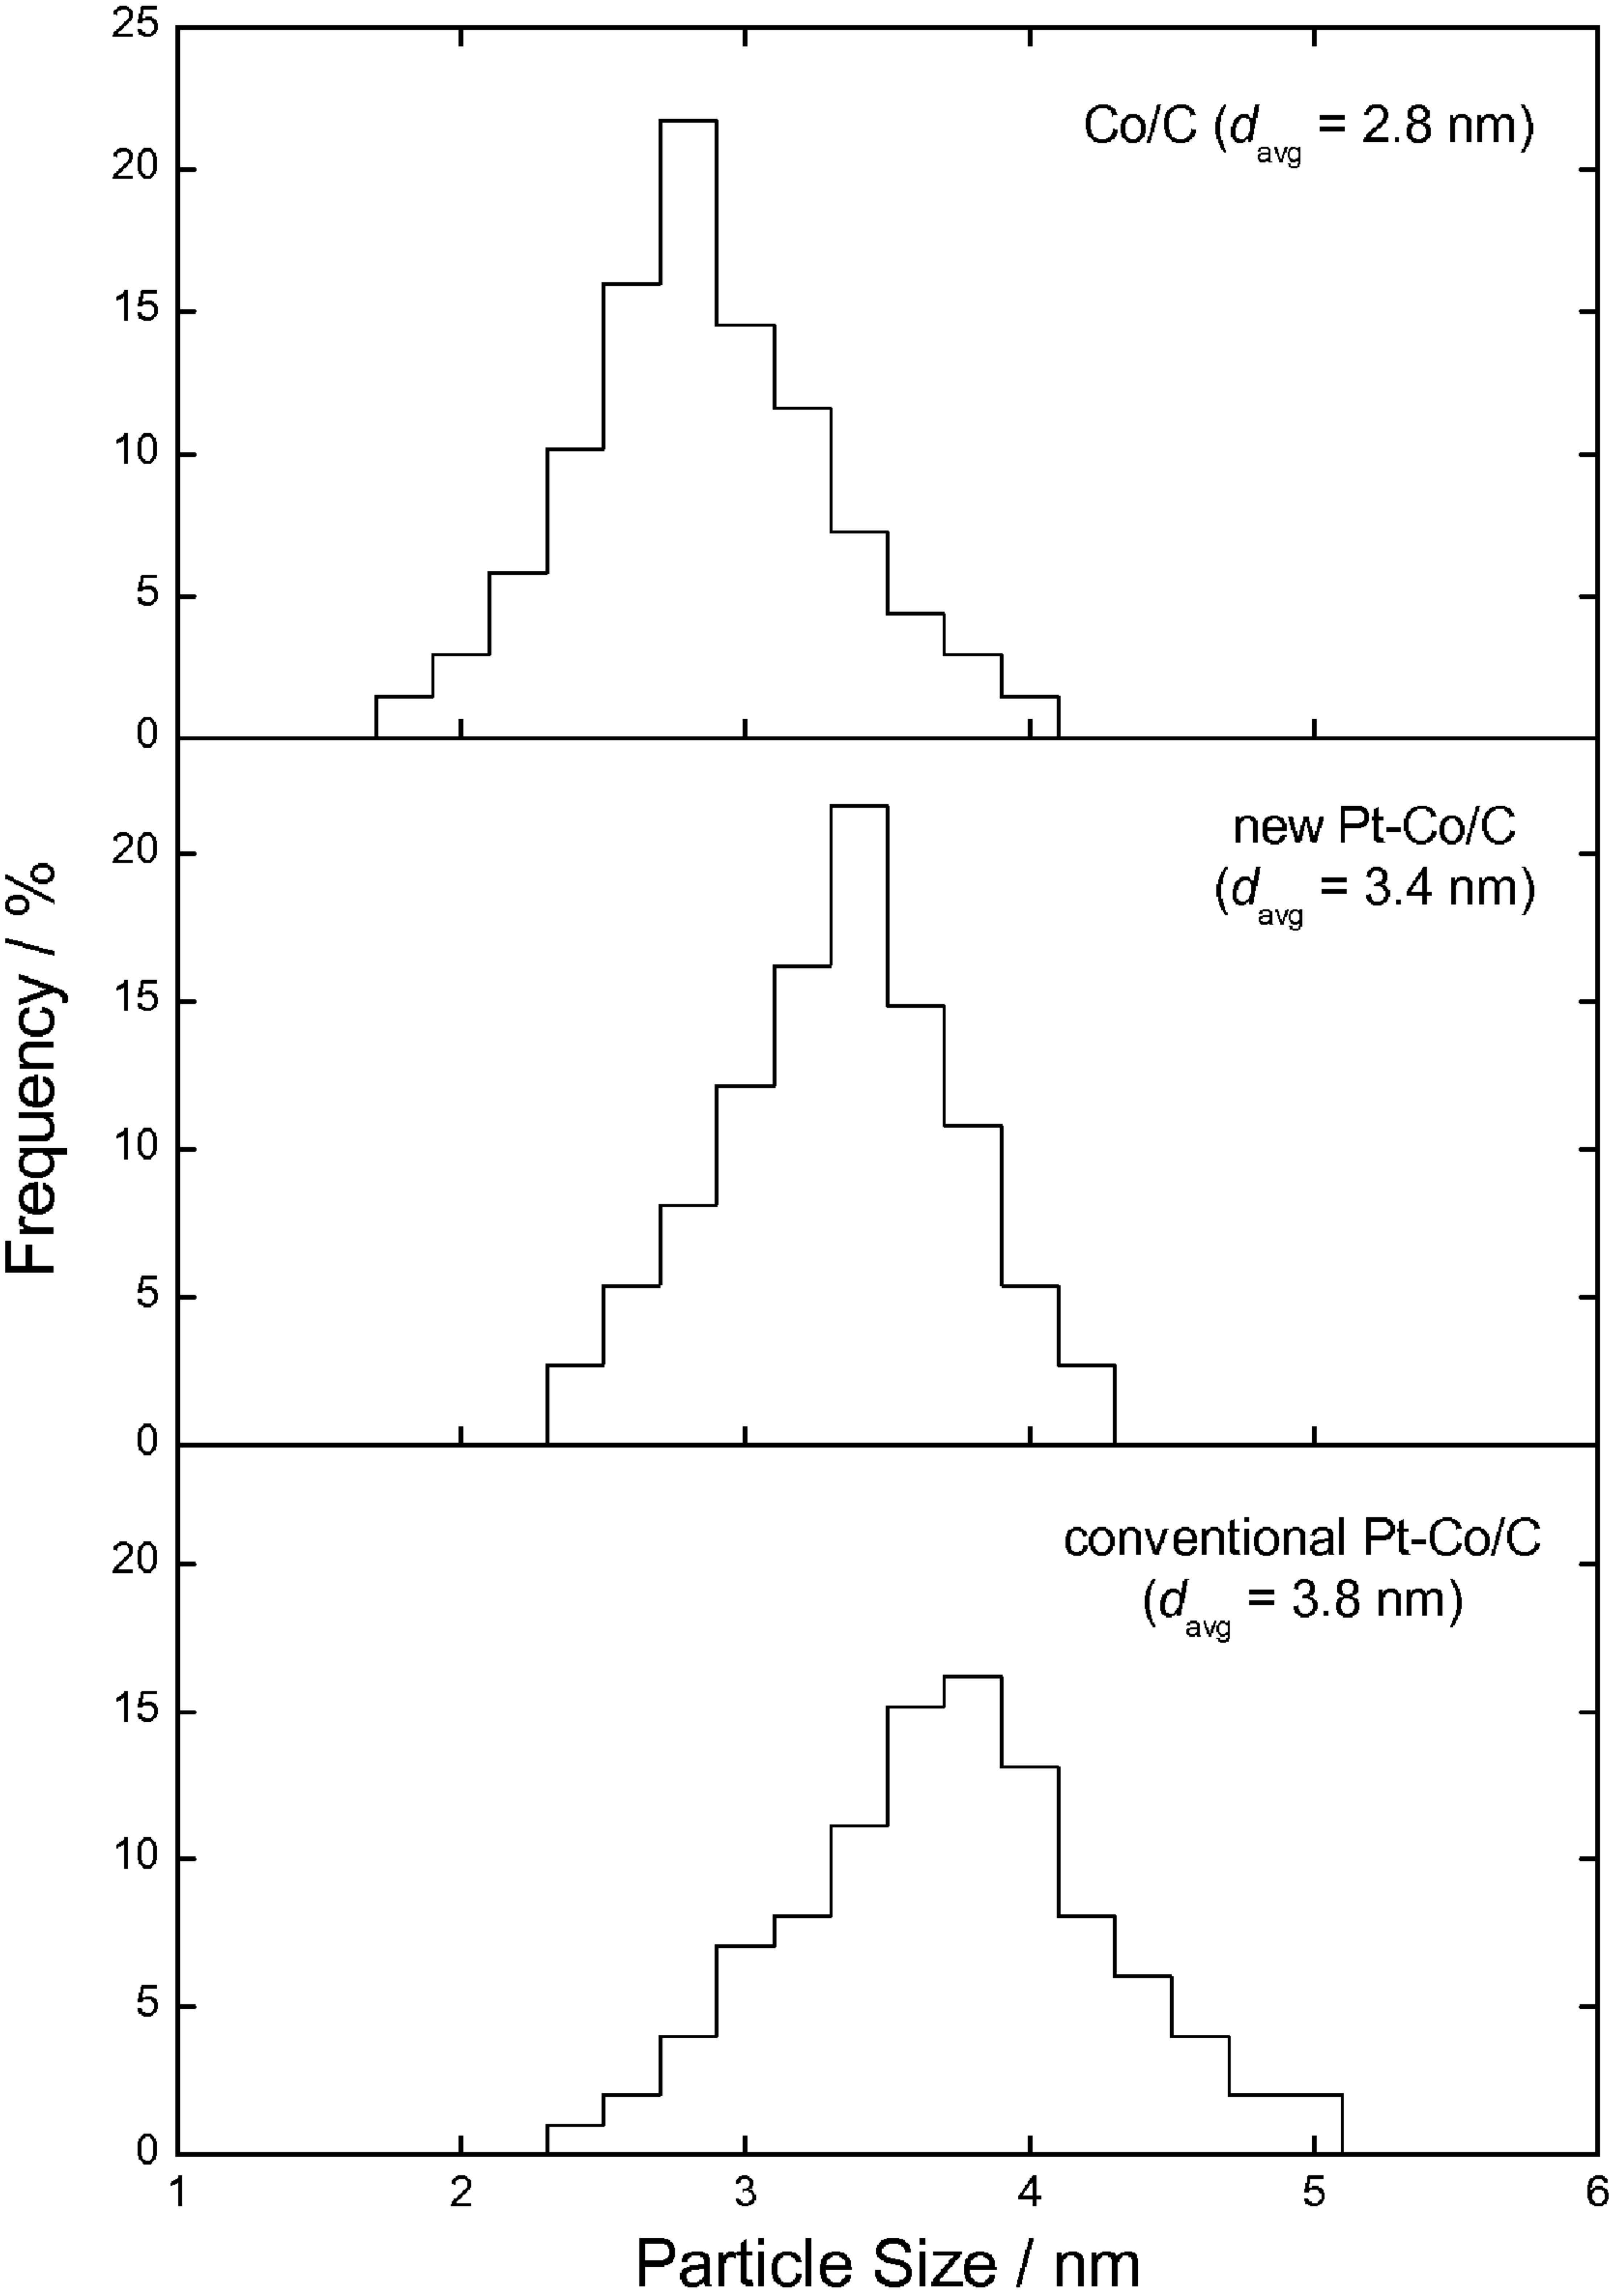 25
20
15
10
5
0
Co/C (davg = 2.8 nm)
20
15
10
5
0
new Pt-Co/C
(davg = 3.4 nm)
20
15
10
5
0
conventional Pt-Co/C
(davg = 3.8 nm)
1 2 3 4 5 6
Particle Size / nm
Frequency / %